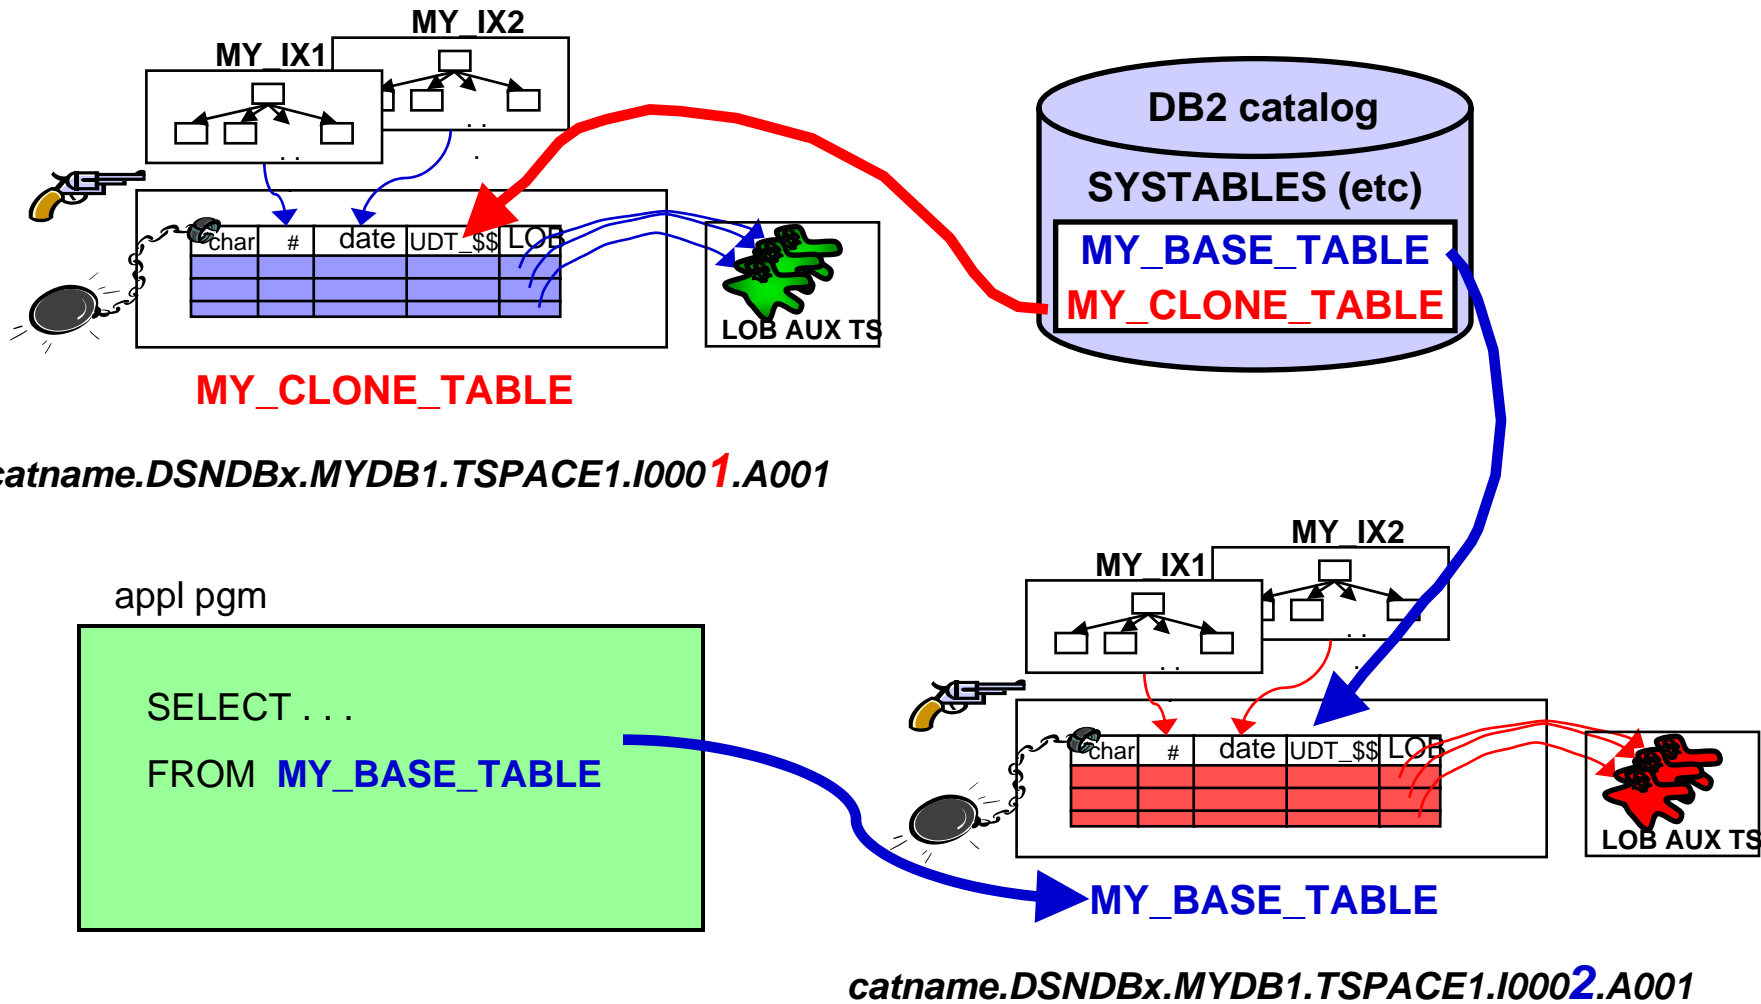 MY_IX2
MY_IX1
. .
. .
.
char # date UDT_$$ LOB
LOB AUX TS
MY_CLONE_TABLE
catname.DSNDBx.MYDB1.TSPACE1.I0001.A001
DB2 catalog
SYSTABLES (etc)
MY_BASE_TABLE
MY_CLONE_TABLE
appl pgm
SELECT . . .
FROM MY_BASE_TABLE
MY_IX2
MY_IX1
. .
. .
.
char # date UDT_$$ LOB
LOB AUX TS
MY_BASE_TABLE
catname.DSNDBx.MYDB1.TSPACE1.I0002.A001